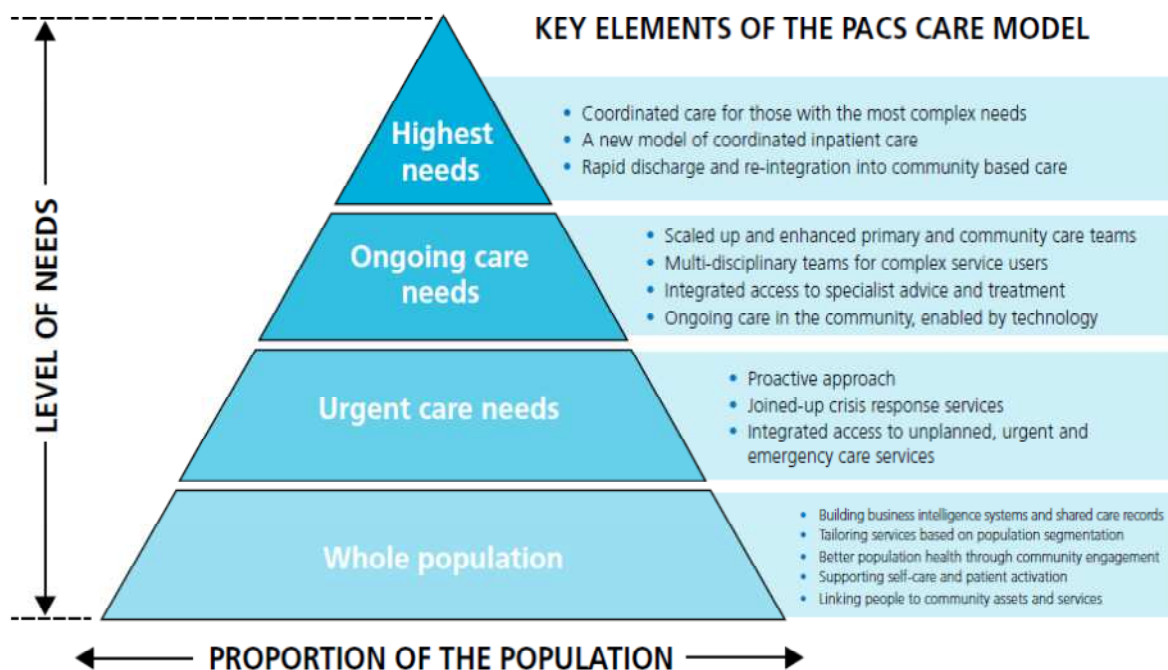 KEY ELEMENTS OF THE PACS CARE MODEL
LEVEL OF NEEDS
Highest
needs
• Coordinated care for those with the most complex needs
• A new model of coordinated inpatient care
• Rapid discharge and re-integration into community based care
Ongoing care
needs
• Scaled up and enhanced primary and community care teams
• Multi-disciplinary teams for complex service users
• Integrated access to specialist advice and treatment
• Ongoing care in the community, enabled by technology
Urgent care needs
• Proactive approach
• Joined-up crisis response services
• Integrated access to unplanned, urgent and
emergency care services
Whole population
• Building business intelligence systems and shared care records
• Tailoring services based on population segmentation
• Better population health through community engagement
• Supporting self-care and patient activation
• Linking people to community assets and services
PROPORTION OF THE POPULATION